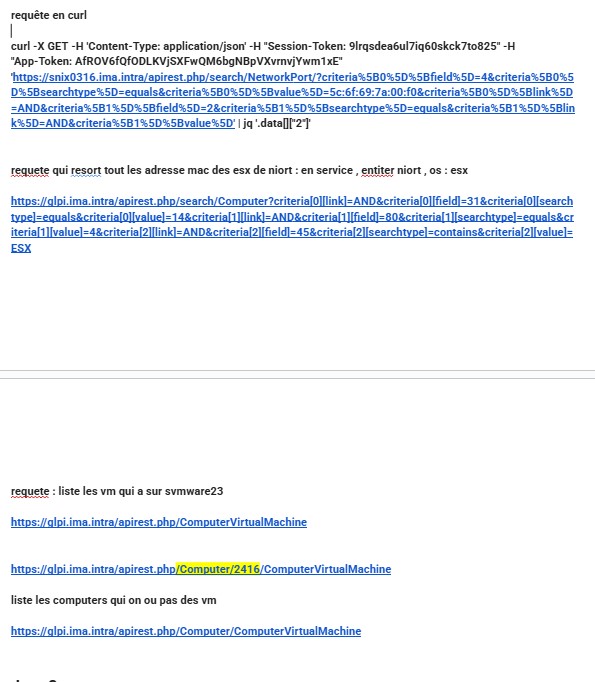 requête en curl
curl -X GET -H 'Content-Type: application/json' -H "Session-Token: 9lrqsdea6ul7iq60skck7to825" -H
"App-Token: AfROV6fQfODLKVjSXFwQM6bgNBpVXvrnvjYwm1xE"
'https://snix0316.ima.intra/apirest.php/search/NetworkPort/?criteria%5B0%5D%5Bfield%5D=4&criteria%5B0%5
D%5Bsearchtype%5D=equals&criteria%5B0%5D%5Bvalue%5D=5c:6f:69:7a:00:f0&criteria%5B0%5D%5Blink%5D
=AND&criteria%5B1%5D%5Bfield%5D=2&criteria%5B1%5D%5Bsearchtype%5D=equals&criteria%5B1%5D%5Blin
k%5D=AND&criteria%5B1%5D%5Bvalue%5D' | jq '.data[]["2"]'
requete qui resort tout les adresse mac des esx de niort : en service , entiter niort , os : esx
https://glpi.ima.intra/apirest.php/search/Computer?criteria[0][link]=AND&criteria[0][field]=31&criteria[0][search
type]=equals&criteria[0][value]=14&criteria[1][link]=AND&criteria[1][field]=80&criteria[1][searchtype]=equals&cr
iteria[1][value]=4&criteria[2][link]=AND&criteria[2][field]=45&criteria[2][searchtype]=contains&criteria[2][value]=
ESX
requete : liste les vm qui a sur svmware23
https://glpi.ima.intra/apirest.php/ComputerVirtualMachine
https://glpi.ima.intra/apirest.php/Computer/2416/ComputerVirtualMachine
liste les computers qui on ou pas des vm
https://glpi.ima.intra/apirest.php/Computer/ComputerVirtualMachine